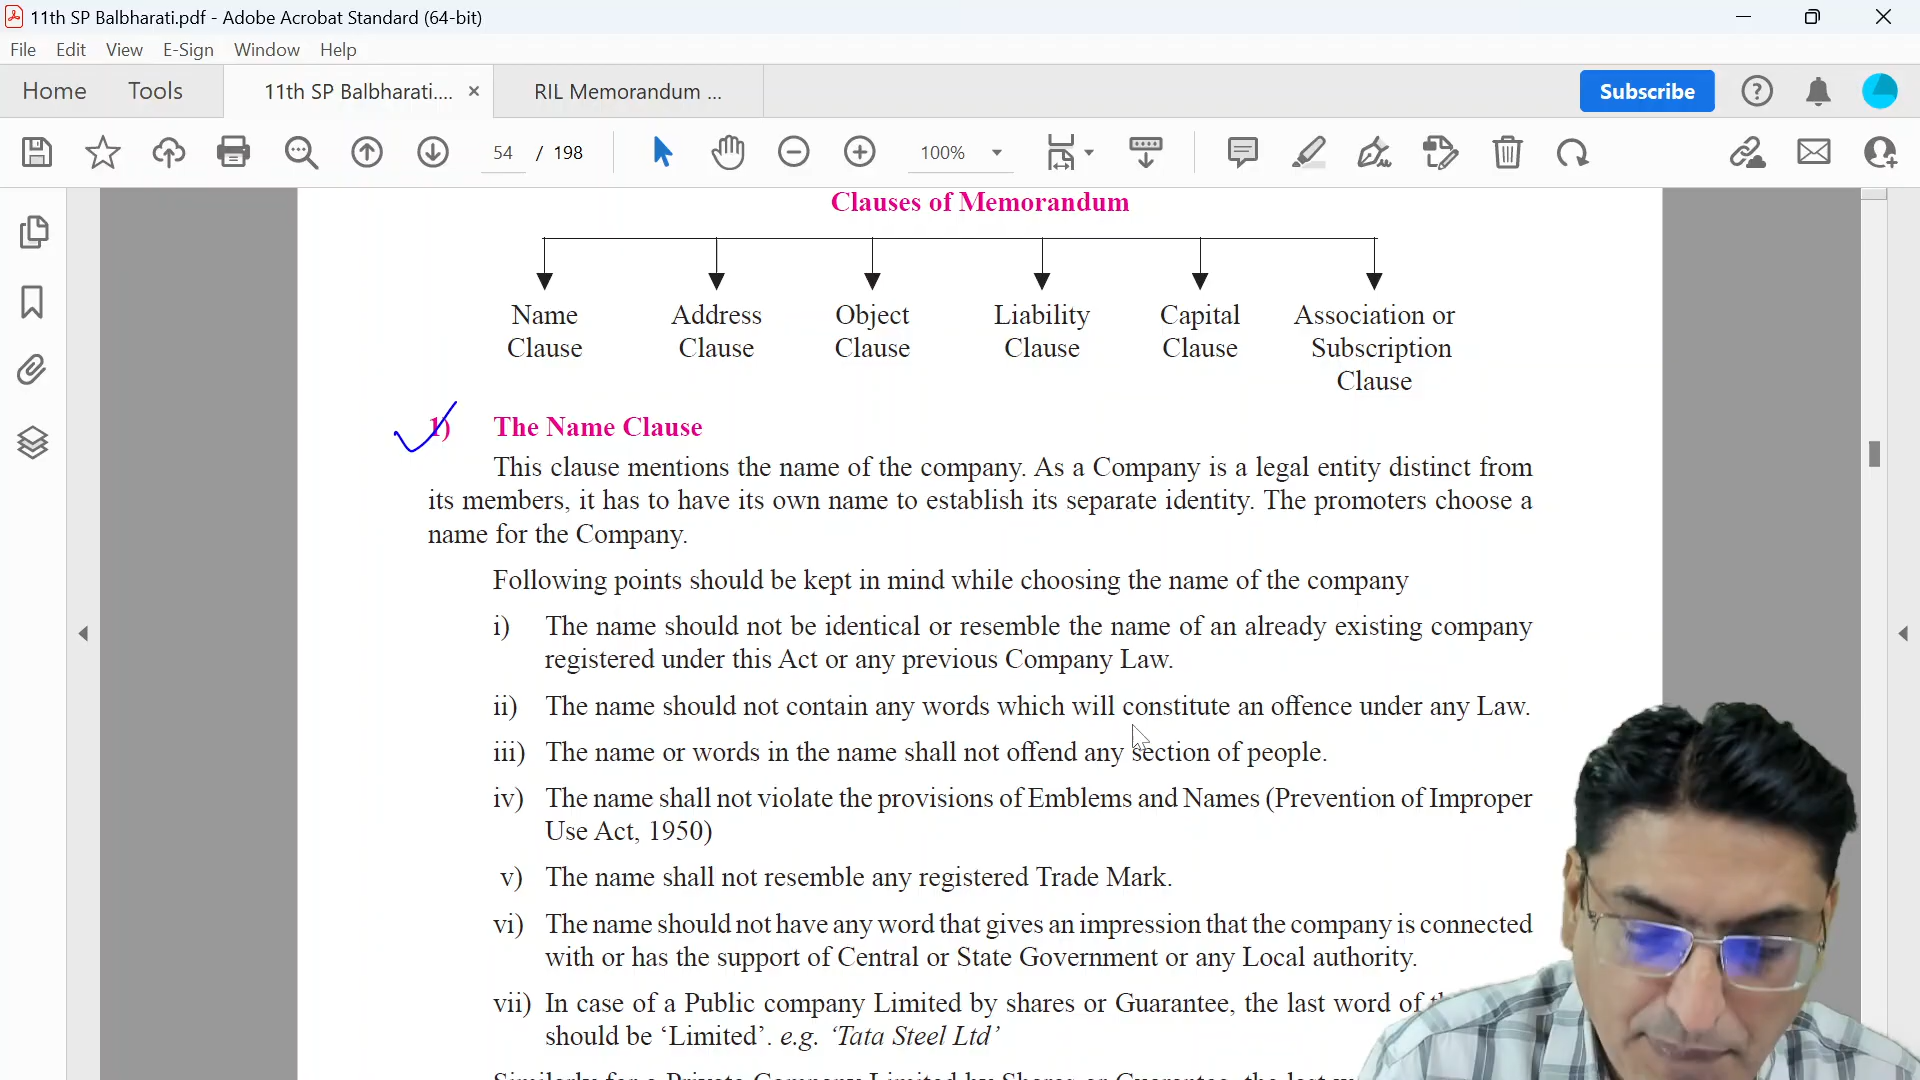 11th SP Balbharati.pdf - Adobe Acrobat Standard (64-bit)
File Edit View E-Sign Window Help
Home Tools 11th SP Balbharati.... × RIL Memorandum ... Subscribe
54 / 198 100%
Clauses of Memorandum
Name Address Object Liability Capital Association or
Clause Clause Clause Clause Clause Subscription
Clause
1) The Name Clause
This clause mentions the name of the company. As a Company is a legal entity distinct from
its members, it has to have its own name to establish its separate identity. The promoters choose a
name for the Company.
Following points should be kept in mind while choosing the name of the company
i) The name should not be identical or resemble the name of an already existing company
registered under this Act or any previous Company Law.
ii) The name should not contain any words which will constitute an offence under any Law.
iii) The name or words in the name shall not offend any section of people.
iv) The name shall not violate the provisions of Emblems and Names (Prevention of Improper
Use Act, 1950)
v) The name shall not resemble any registered Trade Mark.
vi) The name should not have any word that gives an impression that the company is connected
with or has the support of Central or State Government or any Local authority.
vii) In case of a Public company Limited by shares or Guarantee, the last word of
should be ‘Limited’. e.g. ‘Tata Steel Ltd’